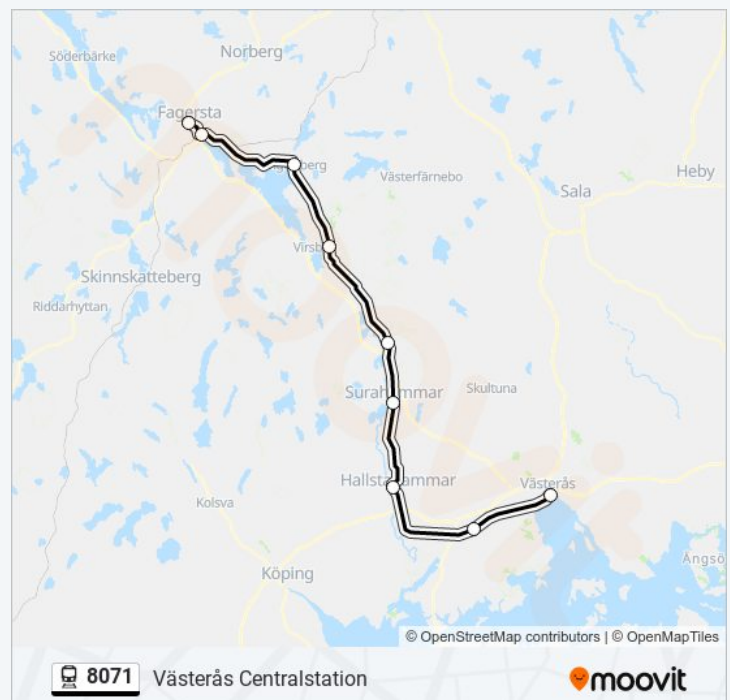 Norberg
Söderbärke
Fagersta
Heby
Västerfärnebo
Sala
Virsb
Skinnskatteberg
Riddarhyttan
Surahammar
Skultuna
Hallstahammar
Västerås
Kolsva
Ängsö
Köping
© OpenStreetMap contributors | © OpenMapTiles
8071 Västerås Centralstation
moovit